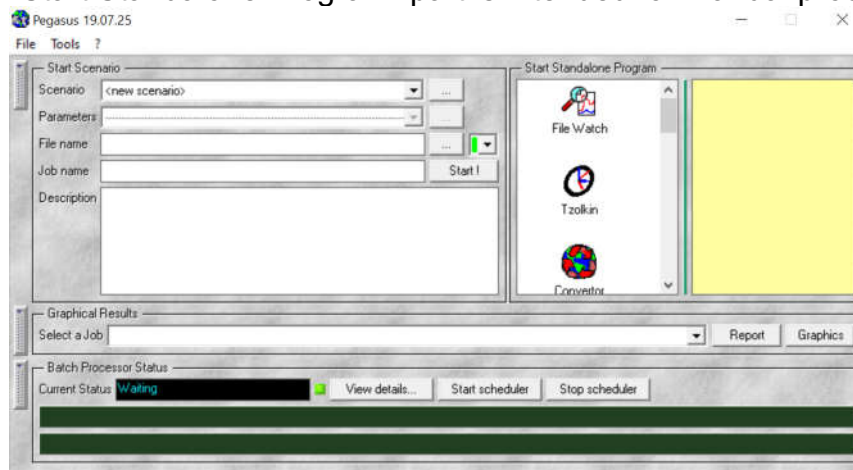 Pegasus 19.07.25
File Tools ?
Start Scenario
Scenario <new scenario> ...
Parameters ...
File name ...
Job name Start !
Description
Start Standalone Program
File Watch
Tzolkin
Convertor
Graphical Results
Select a Job Report Graphics
Batch Processor Status
Current Status Waiting View details... Start scheduler Stop scheduler